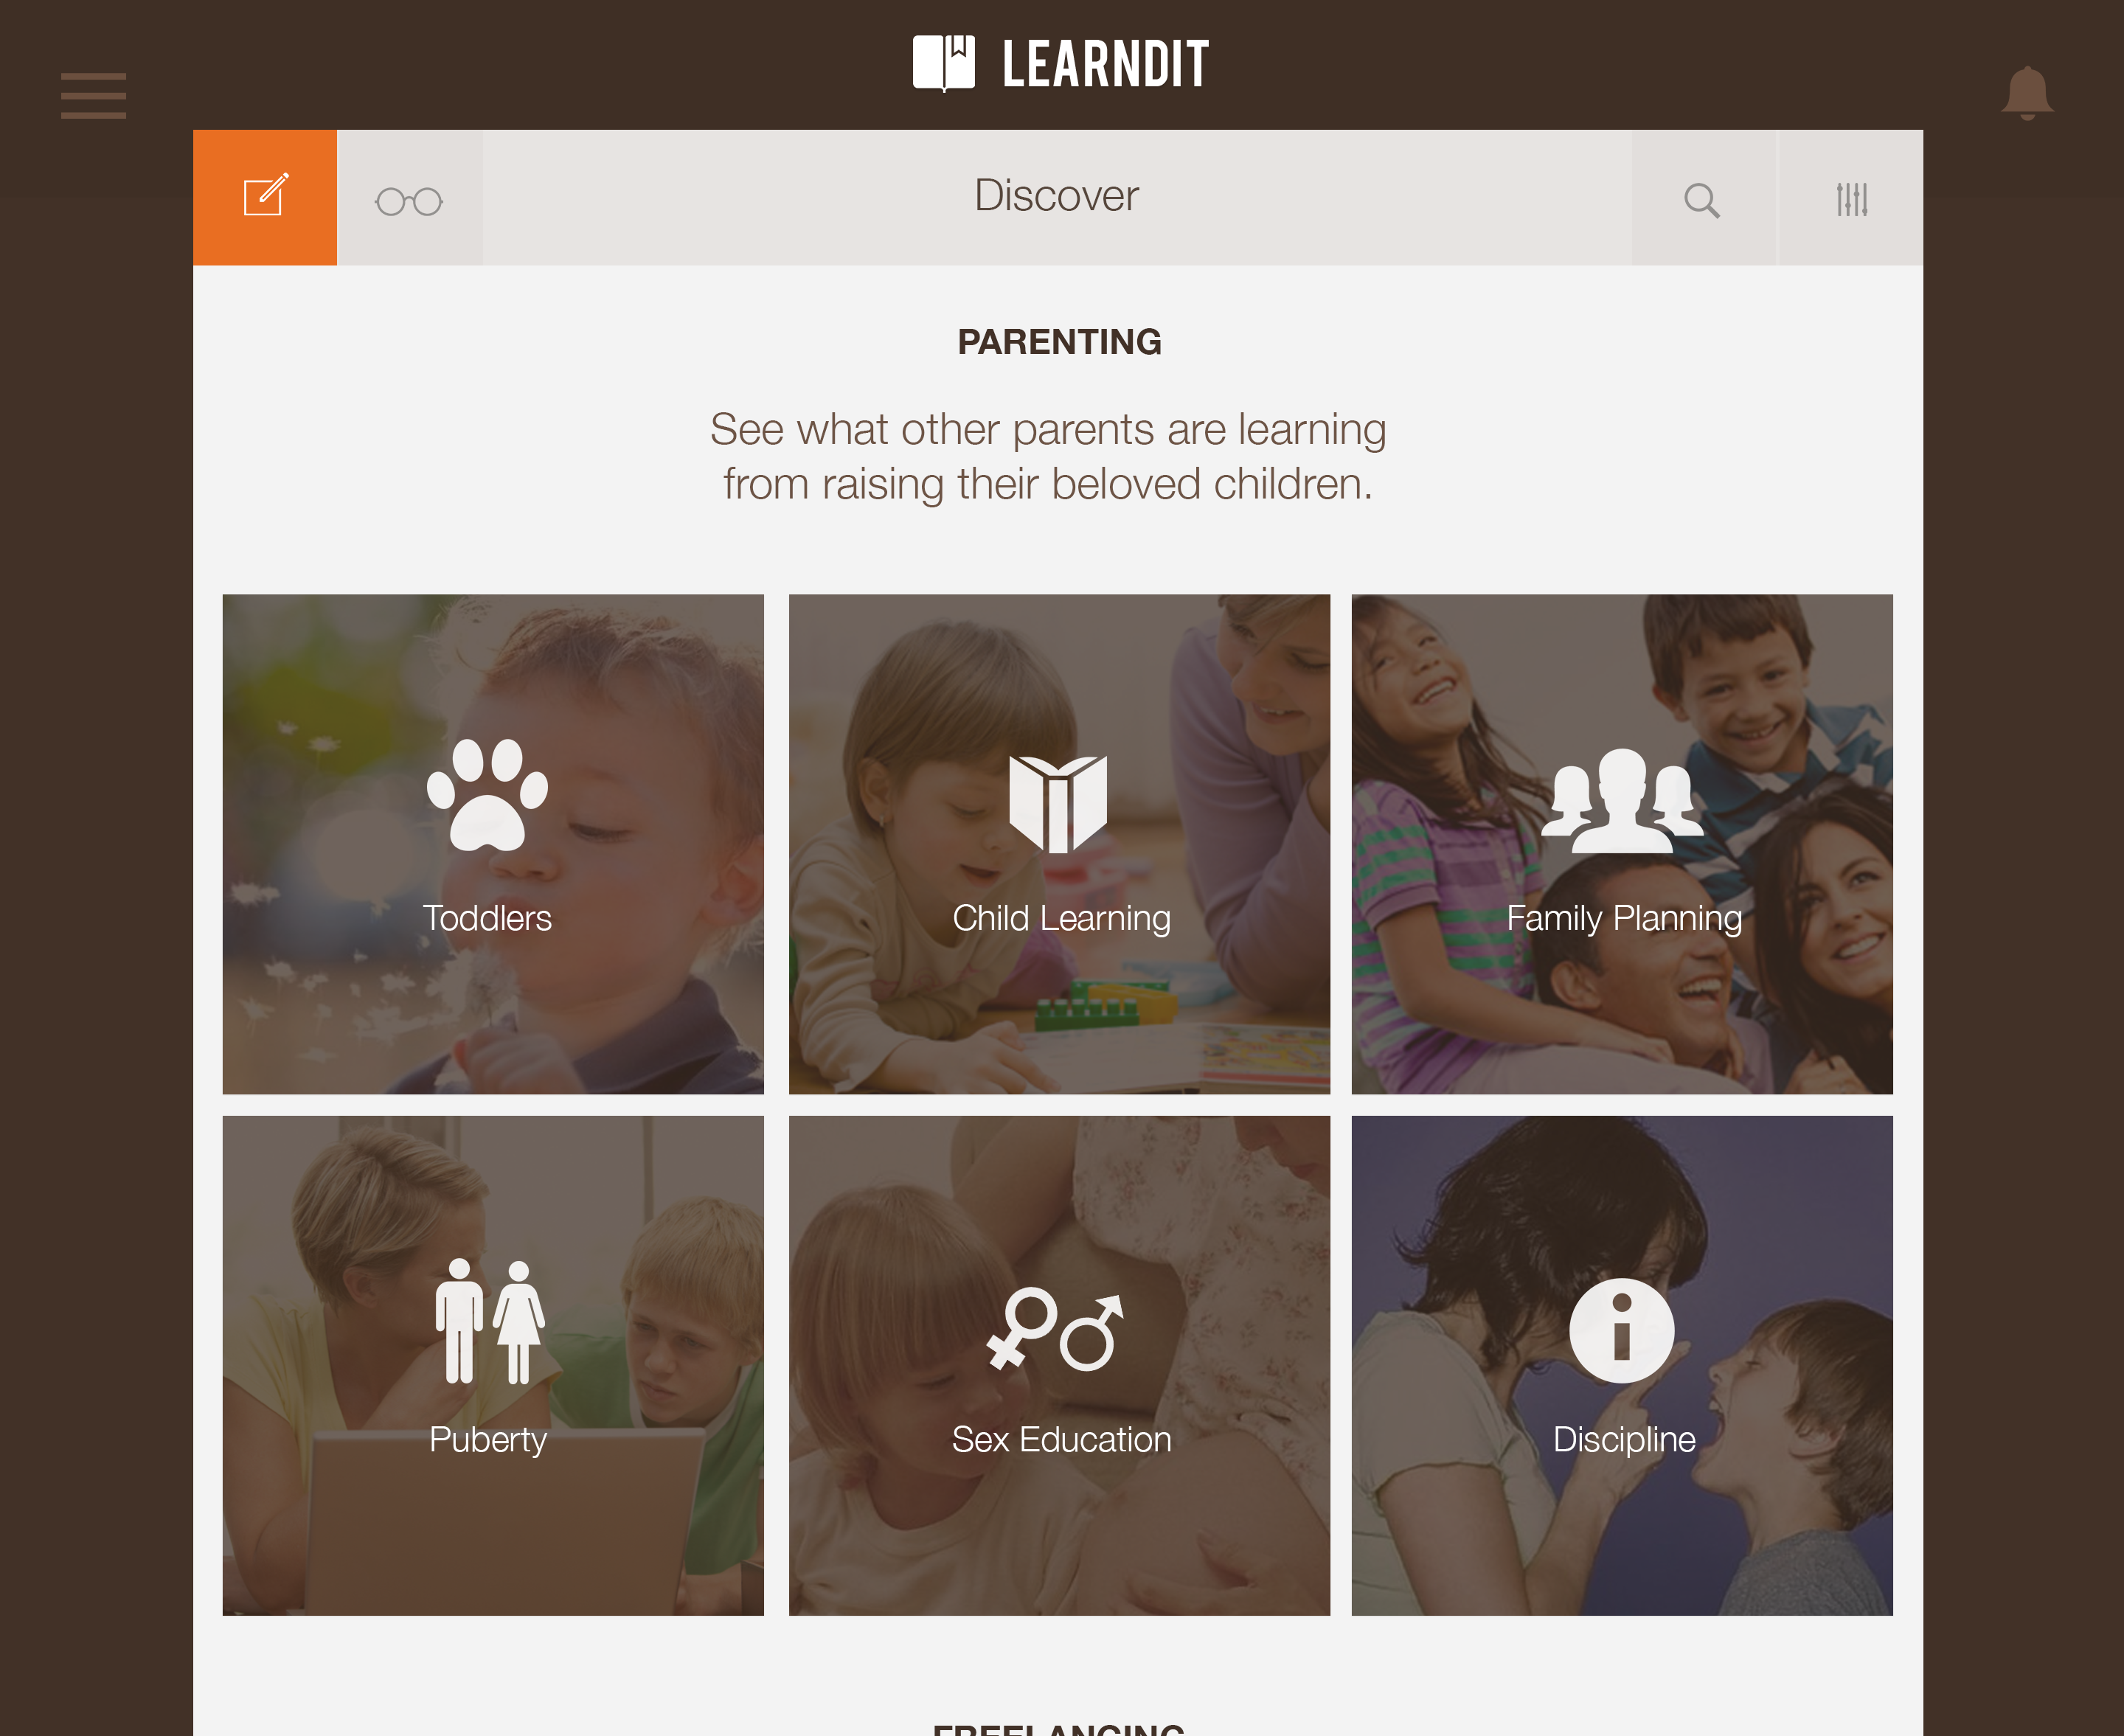 LEARNDIT
Discover
PARENTING
See what other parents are learning
from raising their beloved children.
Toddlers
Child Learning
Family Planning
Puberty
Sex Education
Discipline
FREELANCING